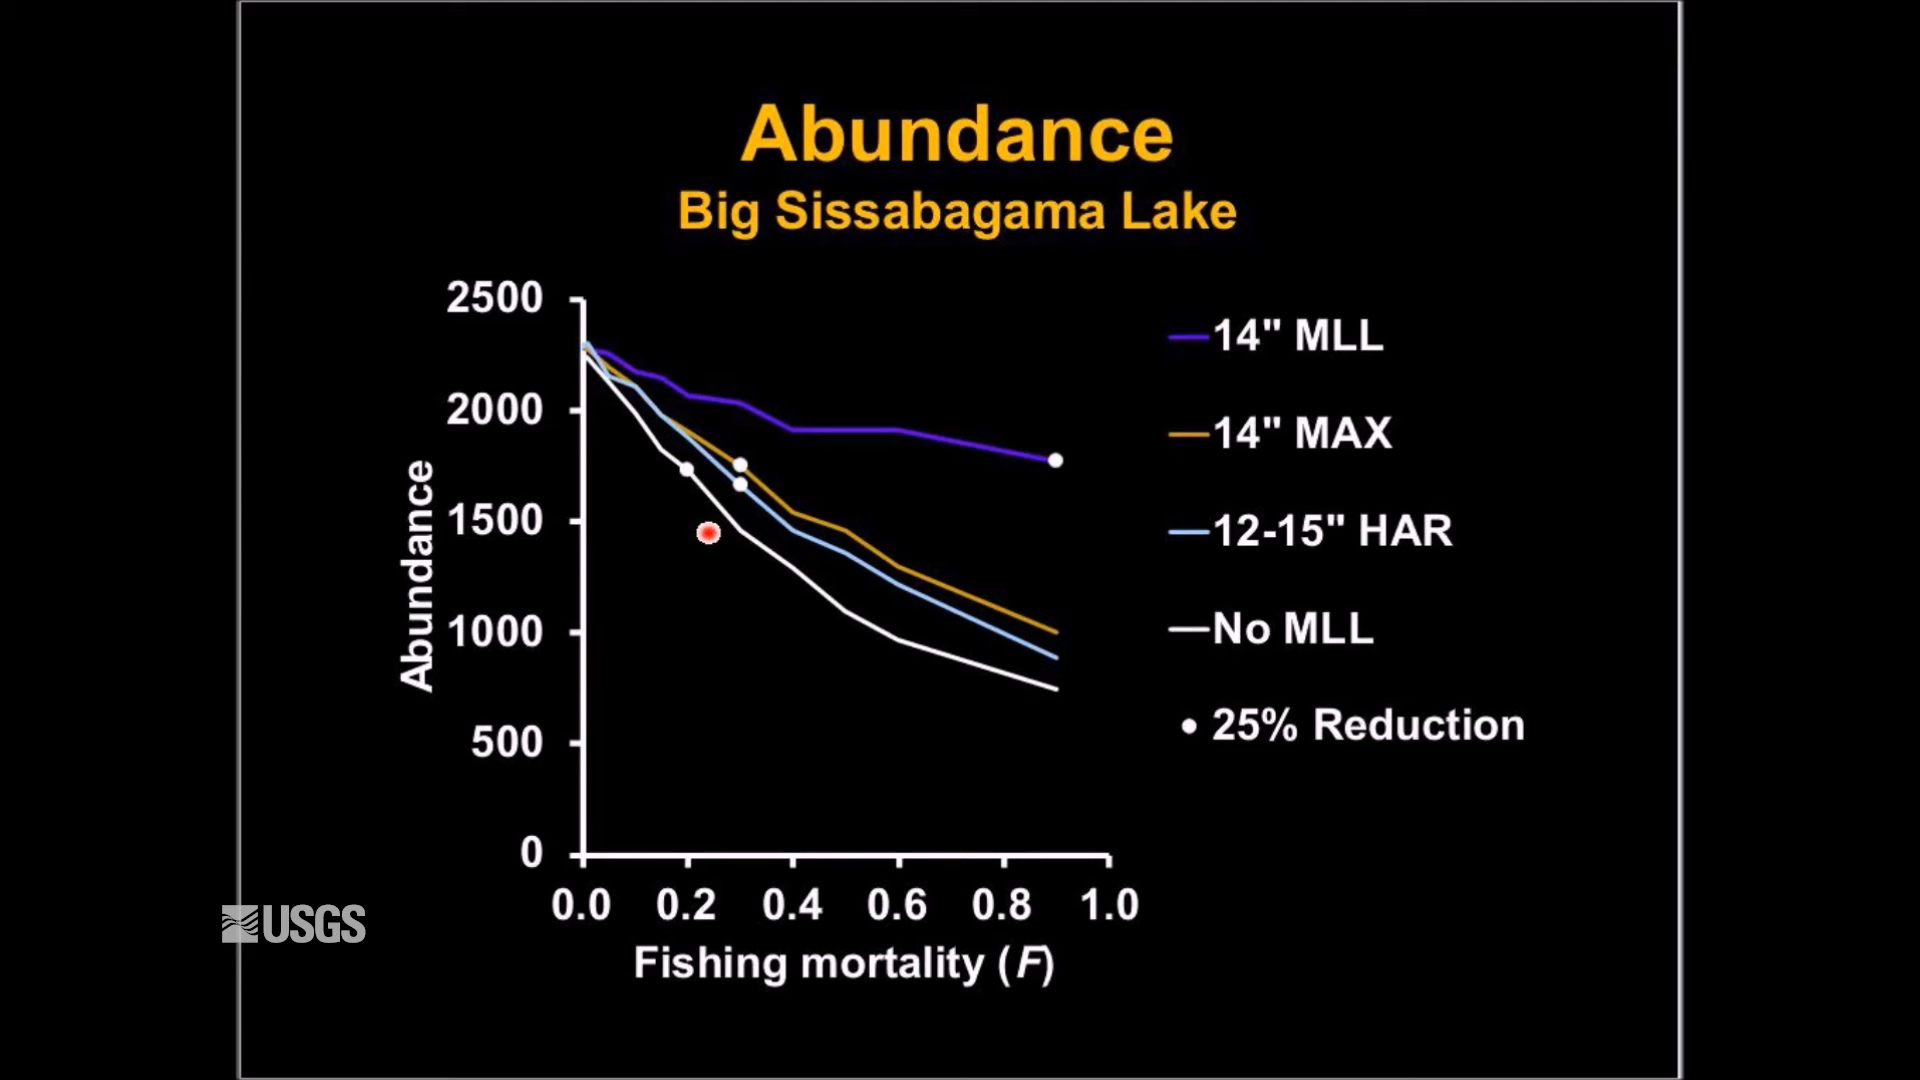 Abundance
Big Sissabagama Lake
2500
2000
1500
1000
500
0
Abundance
0.0 0.2 0.4 0.6 0.8 1.0
Fishing mortality (F)
14" MLL
14" MAX
12-15" HAR
No MLL
25% Reduction
USGS